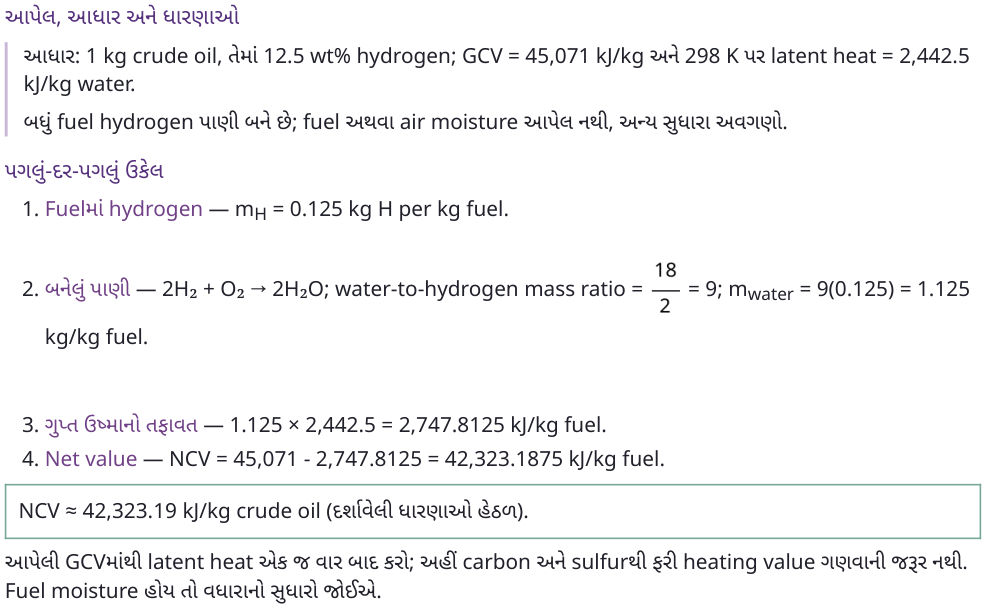 આપેલ, આધાર અને ધારણાઓ
આધાર: 1 kg crude oil, તેમાં 12.5 wt% hydrogen; GCV = 45,071 kJ/kg અને 298 K પર latent heat = 2,442.5
kJ/kg water.
બધું fuel hydrogen પાણી બને છે; fuel અથવા air moisture આપેલ નથી, અન્ય સુધારા અવગણો.
પગલું-દર-પગલું ઉકેલ
1. Fuelમાં hydrogen — m_H = 0.125 kg H per kg fuel.
2. બનેલું પાણી — 2H₂ + O₂ → 2H₂O; water-to-hydrogen mass ratio = 18/2 = 9; m_water = 9(0.125) = 1.125
kg/kg fuel.
3. ગુપ્ત ઉષ્માનો તફાવત — 1.125 × 2,442.5 = 2,747.8125 kJ/kg fuel.
4. Net value — NCV = 45,071 - 2,747.8125 = 42,323.1875 kJ/kg fuel.
NCV ≈ 42,323.19 kJ/kg crude oil (દર્શાવેલી ધારણાઓ હેઠળ).
આપેલી GCVમાંથી latent heat એક જ વાર બાદ કરો; અહીં carbon અને sulfurથી ફરી heating value ગણવાની જરૂર નથી.
Fuel moisture હોય તો વધારાનો સુધારો જોઈએ.